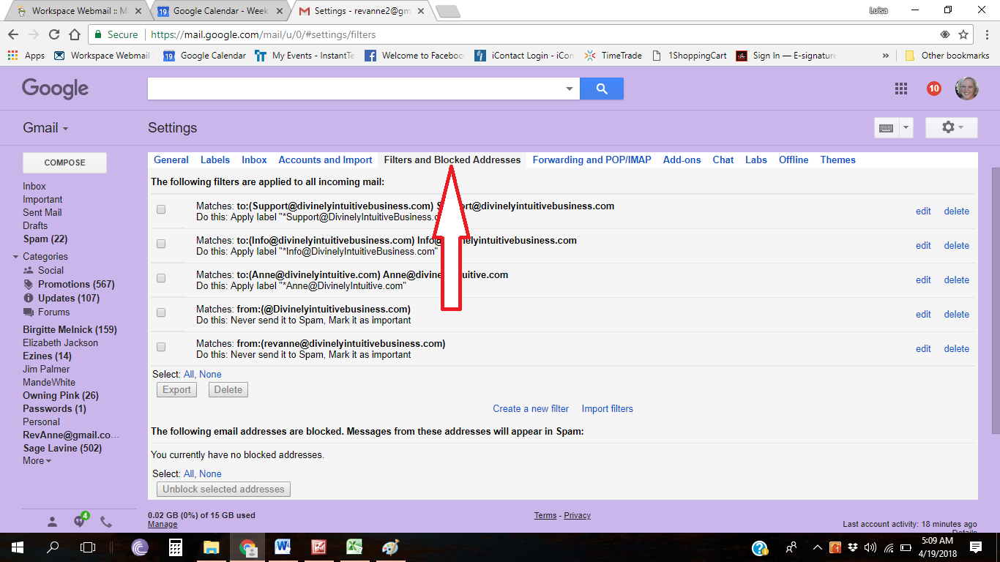 Workspace Webmail :: M
Google Calendar - Week
Settings - revanne2@gm
Luisa
Secure
https://mail.google.com/mail/u/0/#settings/filters
Apps
Workspace Webmail
19 Google Calendar
My Events - InstantTe
Welcome to Faceboo
iContact Login - iCon
TimeTrade
1ShoppingCart
Sign In — E-signature
»
Other bookmarks
Google
10
Gmail
Settings
COMPOSE
Inbox
Important
Sent Mail
Drafts
Spam (22)
Categories
Social
Promotions (567)
Updates (107)
Forums
Birgitte Melnick (159)
Elizabeth Jackson
Ezines (14)
Jim Palmer
MandeWhite
Owning Pink (26)
Passwords (1)
Personal
RevAnne@gmail.co…
Sage Lavine (502)
More
4
General Labels Inbox Accounts and Import Filters and Blocked Addresses Forwarding and POP/IMAP Add-ons Chat Labs Offline Themes
The following filters are applied to all incoming mail:
Matches: to:(Support@divinelyintuitivebusiness.com) S rt@divinelyintuitivebusiness.com
Do this: Apply label "*Support@DivinelyIntuitiveBusiness.c
edit delete
Matches: to:(Info@divinelyintuitivebusiness.com) Info@ nelyintuitivebusiness.com
Do this: Apply label "*Info@DivinelyIntuitiveBusiness.com"
edit delete
Matches: to:(Anne@divinelyintuitive.com) Anne@divine uitive.com
Do this: Apply label "*Anne@DivinelyIntuitive.com"
edit delete
Matches: from:(@Divinelyintuitivebusiness.com)
Do this: Never send it to Spam, Mark it as important
edit delete
Matches: from:(revanne@divinelyintuitivebusiness.com)
Do this: Never send it to Spam, Mark it as important
edit delete
Select: All, None
Export Delete
Create a new filter Import filters
The following email addresses are blocked. Messages from these addresses will appear in Spam:
You currently have no blocked addresses.
Select: All, None
Unblock selected addresses
0.02 GB (0%) of 15 GB used
Manage
Terms - Privacy
Last account activity: 18 minutes ago
Details
5:09 AM
4/19/2018